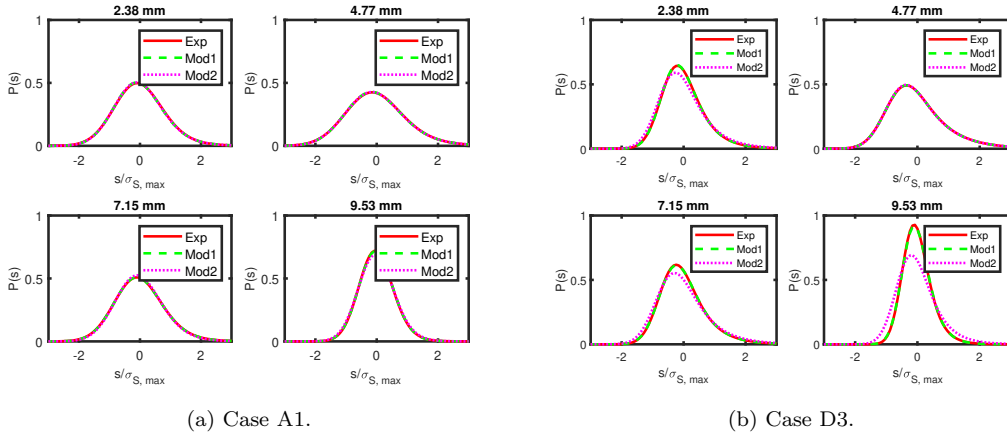 2.38 mm
4.77 mm
2.38 mm
4.77 mm
1
0.5
0
P(s)
Exp
Mod1
Mod2
-2 0 2
s/σS, max
1
0.5
0
P(s)
Exp
Mod1
Mod2
-2 0 2
s/σS, max
1
0.5
0
P(s)
Exp
Mod1
Mod2
-2 0 2
s/σS, max
1
0.5
0
P(s)
Exp
Mod1
Mod2
-2 0 2
s/σS, max
7.15 mm
9.53 mm
7.15 mm
9.53 mm
1
0.5
0
P(s)
Exp
Mod1
Mod2
-2 0 2
s/σS, max
1
0.5
0
P(s)
Exp
Mod1
Mod2
-2 0 2
s/σS, max
1
0.5
0
P(s)
Exp
Mod1
Mod2
-2 0 2
s/σS, max
1
0.5
0
P(s)
Exp
Mod1
Mod2
-2 0 2
s/σS, max
(a) Case A1.
(b) Case D3.